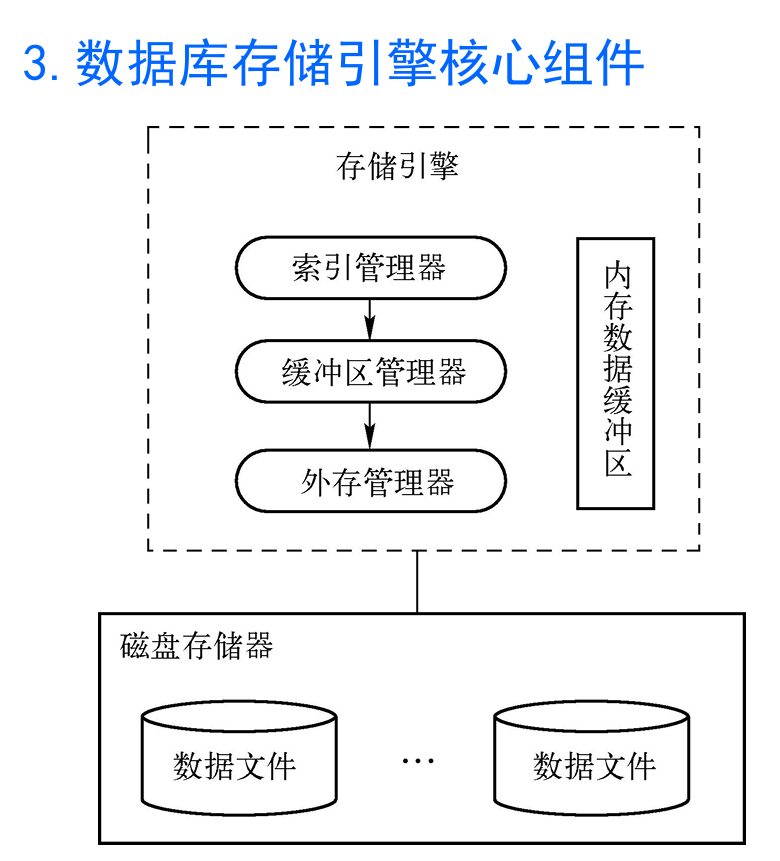 3. 数据库存储引擎核心组件
存储引擎
索引管理器
缓冲区管理器
外存管理器
内存数据缓冲区
磁盘存储器
数据文件
…
数据文件